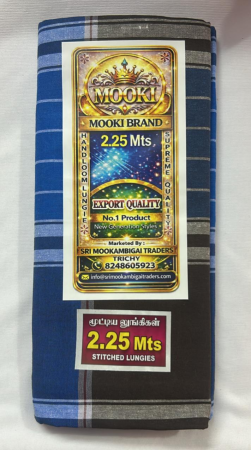 MOOKI
MOOKI BRAND
2.25 Mts
HANDLOOM LUNGIE
SUPREME QUALITY
EXPORT QUALITY
No.1 Product
New Generation Styles
Marketed By :
SRI MOOKAMBIGAI TRADERS
TRICHY
8248605923
info@srimookambigaitraders.com
மூட்டிய லுங்கிகள்
2.25 Mts
STITCHED LUNGIES